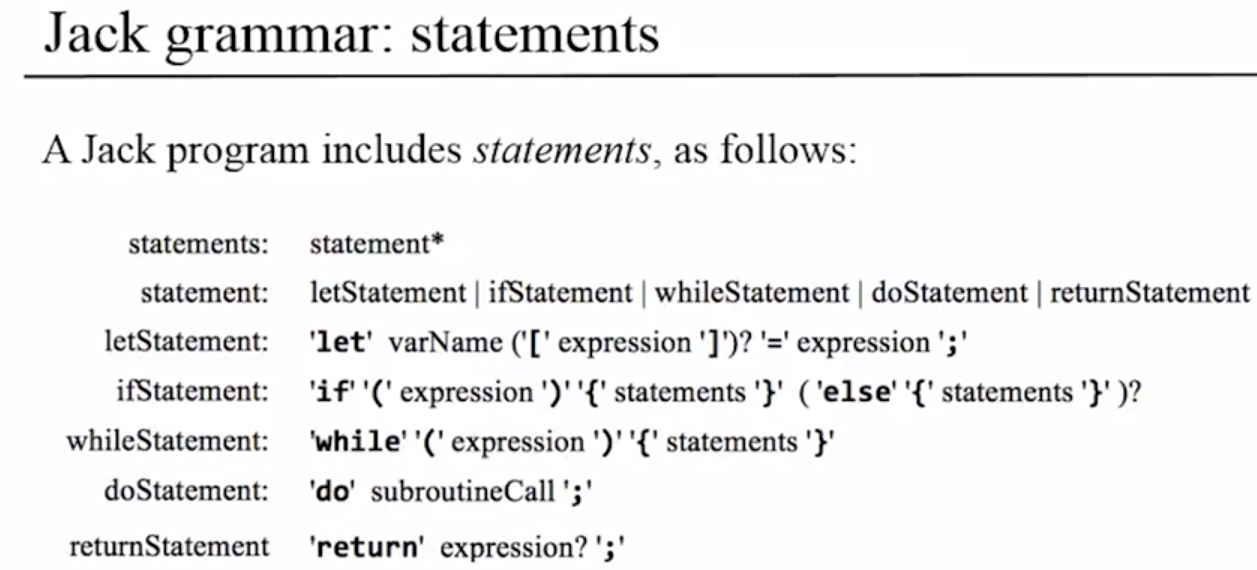 Jack grammar: statements
A Jack program includes statements, as follows:
statements: statement*
statement: letStatement | ifStatement | whileStatement | doStatement | returnStatement
letStatement: 'let' varName ('[' expression ']')? '=' expression ';'
ifStatement: 'if' '(' expression ')' '{' statements '}' ( 'else' '{' statements '}' )?
whileStatement: 'while' '(' expression ')' '{' statements '}'
doStatement: 'do' subroutineCall ';'
returnStatement 'return' expression? ';'